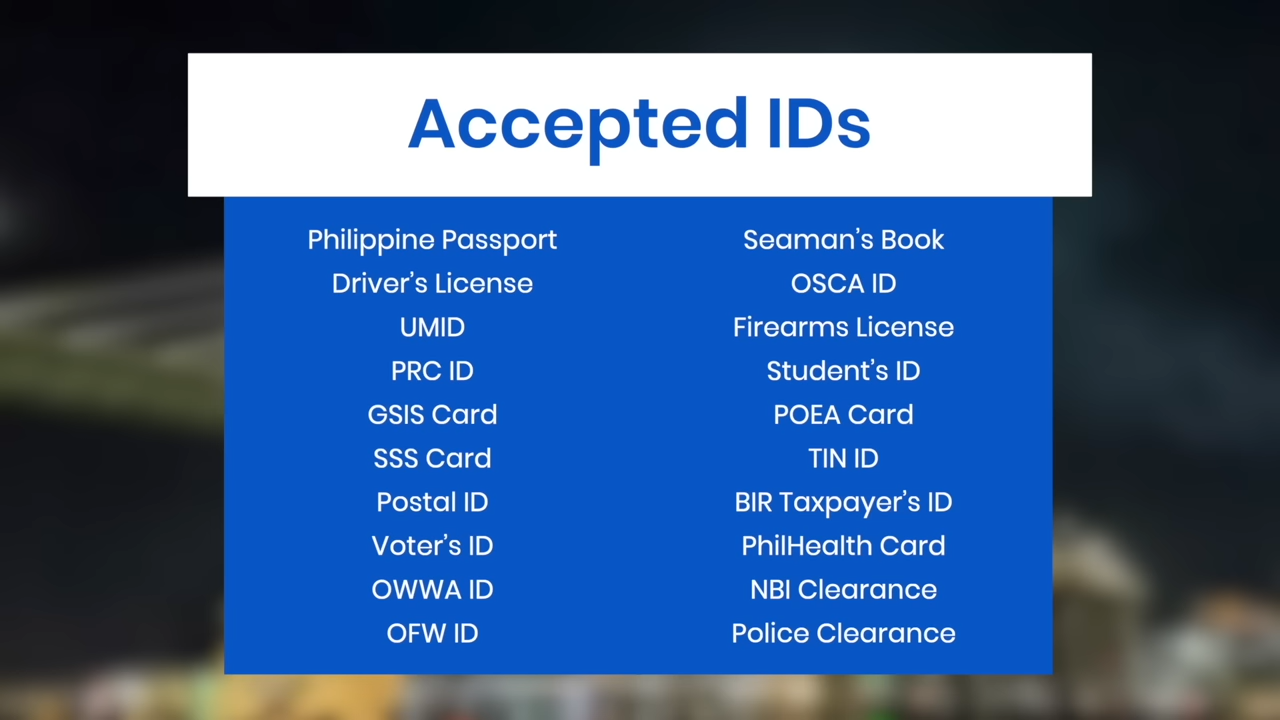 Accepted IDs
Philippine Passport
Driver’s License
UMID
PRC ID
GSIS Card
SSS Card
Postal ID
Voter’s ID
OWWA ID
OFW ID
Seaman’s Book
OSCA ID
Firearms License
Student’s ID
POEA Card
TIN ID
BIR Taxpayer’s ID
PhilHealth Card
NBI Clearance
Police Clearance